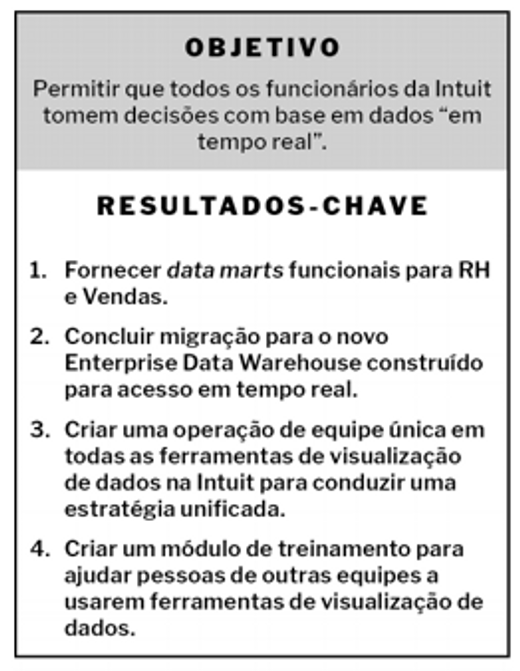 OBJETIVO
Permitir que todos os funcionários da Intuit
tomem decisões com base em dados “em
tempo real”.
RESULTADOS-CHAVE
1. Fornecer data marts funcionais para RH
e Vendas.
2. Concluir migração para o novo
Enterprise Data Warehouse construído
para acesso em tempo real.
3. Criar uma operação de equipe única em
todas as ferramentas de visualização
de dados na Intuit para conduzir uma
estratégia unificada.
4. Criar um módulo de treinamento para
ajudar pessoas de outras equipes a
usarem ferramentas de visualização de
dados.